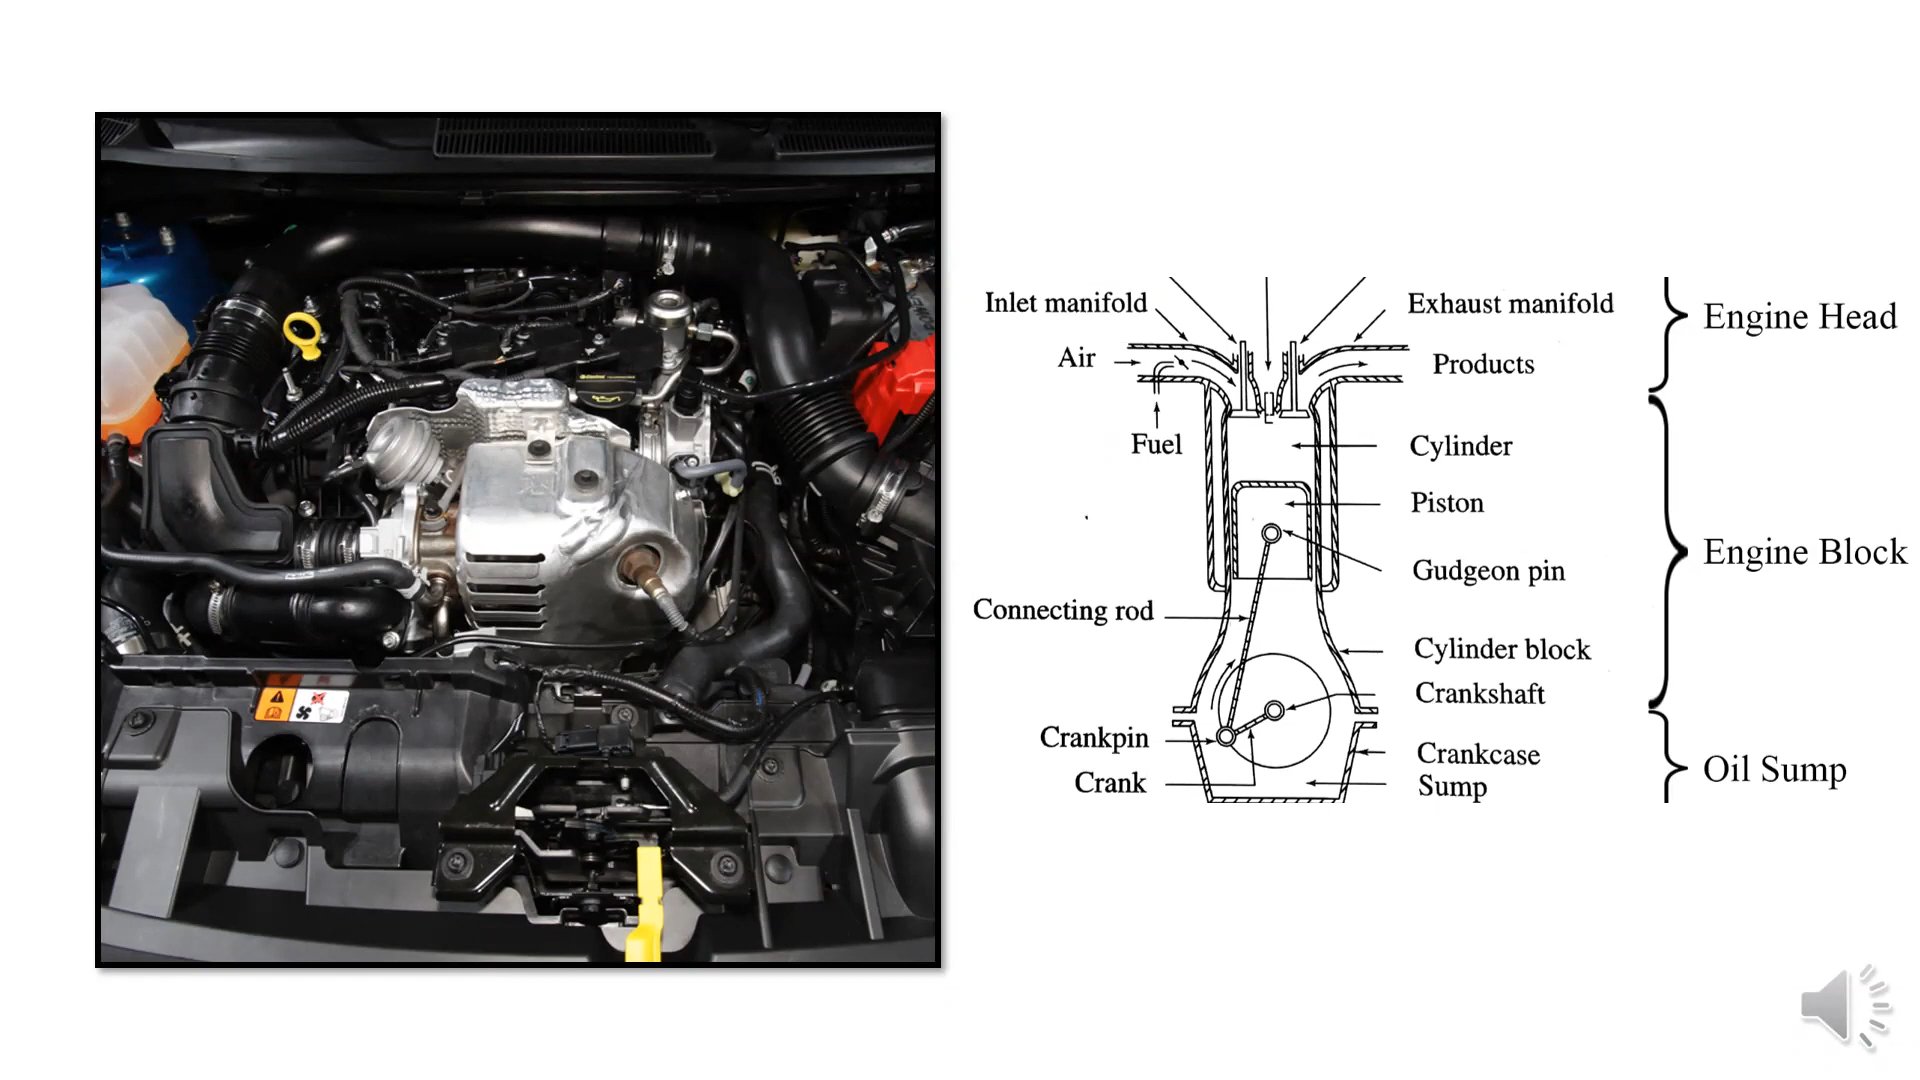 Inlet manifold
Exhaust manifold
Engine Head
Air
Products
Fuel
Cylinder
Piston
Engine Block
Gudgeon pin
Connecting rod
Cylinder block
Crankshaft
Crankpin
Crankcase
Oil Sump
Crank
Sump